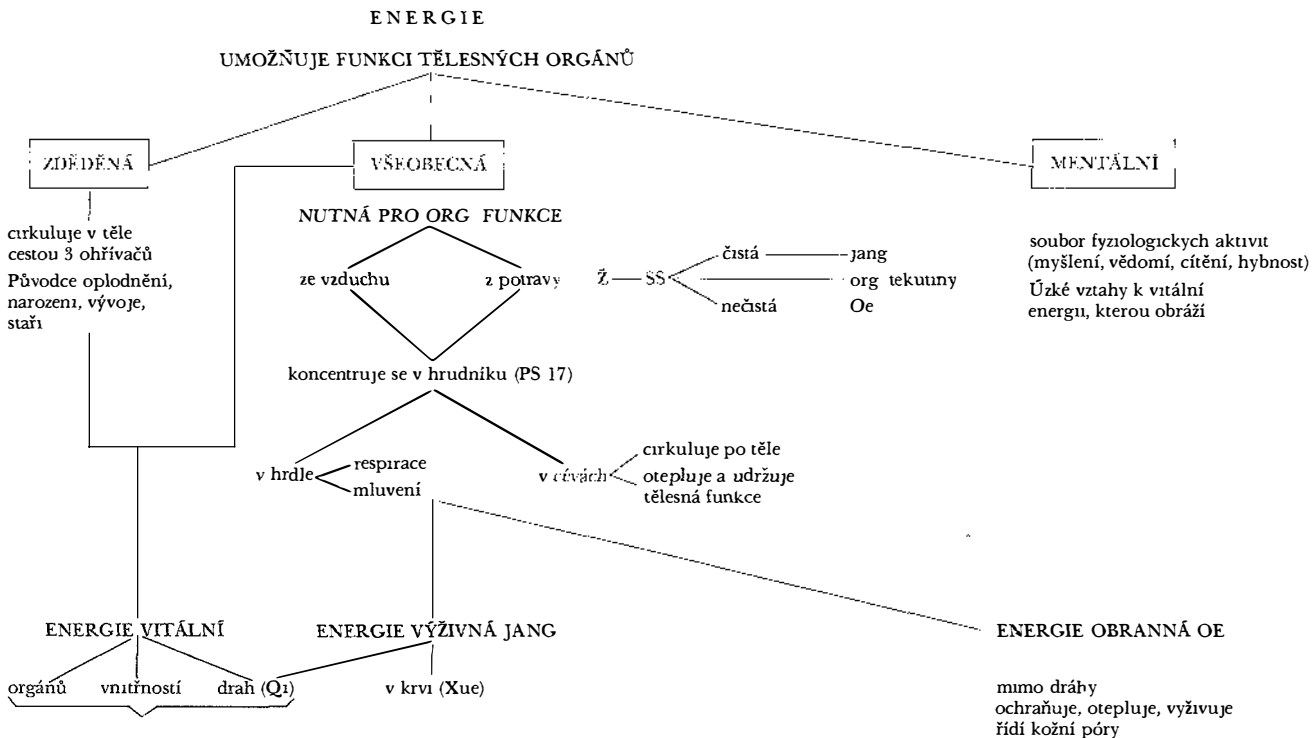 ENERGIE
UMOŽŇUJE FUNKCI TĚLESNÝCH ORGÁNŮ
ZDĚDĚNÁ
VŠEOBECNÁ
MENTÁLNÍ
cirkuluje v těle
cestou 3 ohřívačů
Původce oplodnění,
narozeni, vývoje,
stáři
NUTNÁ PRO ORG FUNKCE
ze vzduchu
z potravy
Ž
SS
čistá
jang
org tekutiny
nečistá
Oe
soubor fyziologickych aktivit
(myšlení, vědomí, cítění, hybnost)
Úzké vztahy k vitální
energii, kterou obráží
koncentruje se v hrudníku (PS 17)
v hrdle
respirace
mluvení
v cévách
cirkuluje po těle
otepluje a udržuje
tělesná funkce
ENERGIE VITÁLNÍ
ENERGIE VÝŽIVNÁ JANG
ENERGIE OBRANNÁ OE
orgánů
vnitřností
drah (Qi)
v krvi (Xue)
mimo dráhy
ochraňuje, otepluje, vyživuje
řídí kožní póry